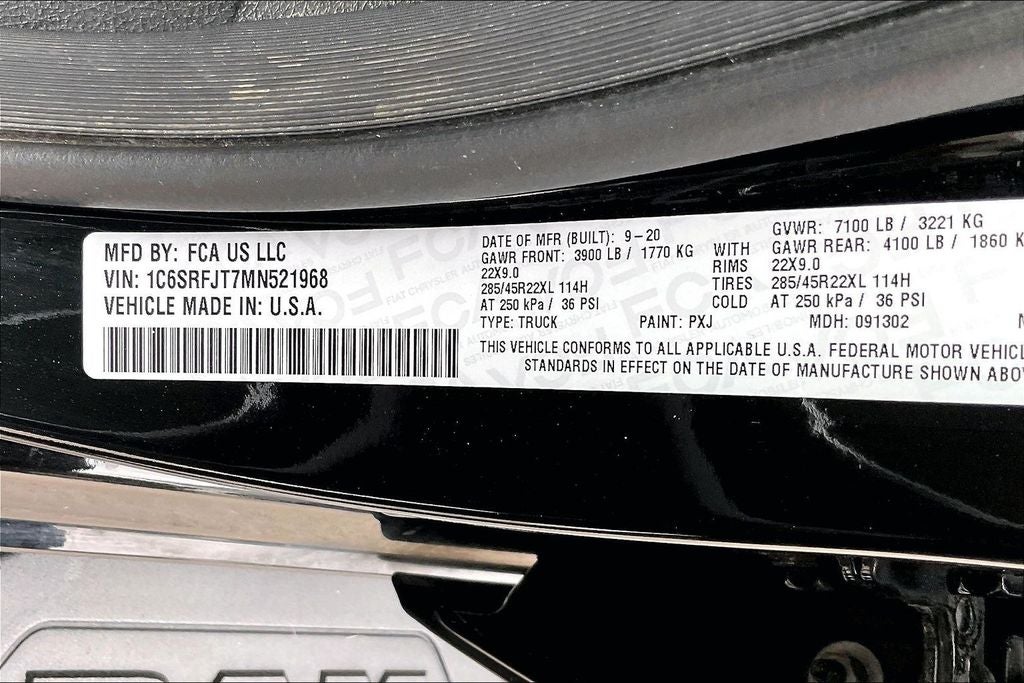 MFD BY: FCA US LLC
VIN: 1C6SRFJT7MN521968
VEHICLE MADE IN: U.S.A.
DATE OF MFR (BUILT): 9-20
GAWR FRONT: 3900 LB / 1770 KG
22X9.0
285/45R22XL 114H
AT 250 kPa / 36 PSI
TYPE: TRUCK
WITH
RIMS
TIRES
COLD
GVWR: 7100 LB / 3221 KG
GAWR REAR: 4100 LB / 1860 K
22X9.0
285/45R22XL 114H
AT 250 kPa / 36 PSI
PAINT: PXJ MDH: 091302
THIS VEHICLE CONFORMS TO ALL APPLICABLE U.S.A. FEDERAL MOTOR VEHICL
STANDARDS IN EFFECT ON THE DATE OF MANUFACTURE SHOWN ABO